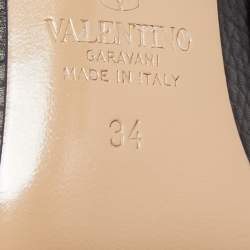 VALENTINO
GARAVANI
MADE IN ITALY
34